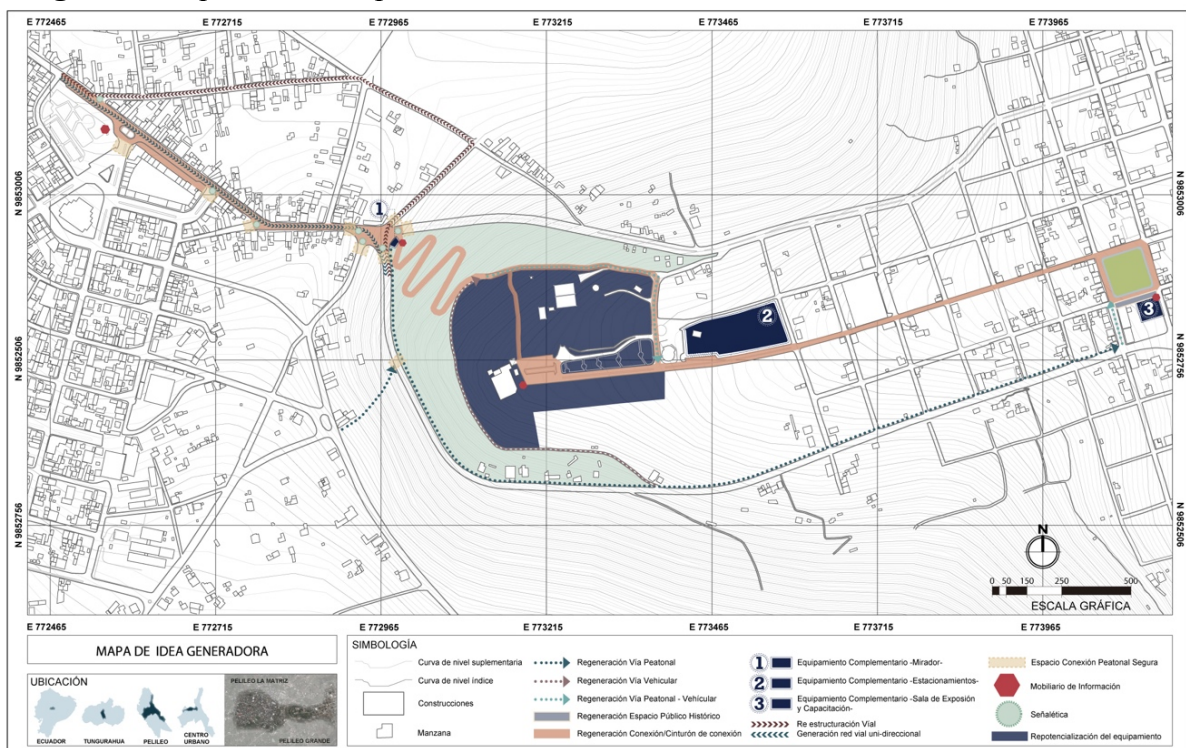 E 772465 E 772715 E 772965 E 773215 E 773465 E 773715 E 773965
N 9853006 N 9853006
1
2
3
N 9852506 N 9852756
N 9852756 N 9852506
N
0 50 150 250 500
ESCALA GRÁFICA
E 772465 E 772715 E 772965 E 773215 E 773465 E 773715 E 773965
MAPA DE IDEA GENERADORA
UBICACIÓN
ECUADOR TUNGURAHUA PELILEO CENTRO URBANO
PELILEO LA MATRIZ
PELILEO GRANDE
SIMBOLOGÍA
Curva de nivel suplementaria
Curva de nivel índice
Construcciones
Manzana
Regeneración Vía Peatonal
Regeneración Vía Vehicular
Regeneración Vía Peatonal - Vehícular
Regeneración Espacio Público Histórico
Regeneración Conexión/Cinturón de conexión
1 Equipamiento Complementario -Mirador-
2 Equipamiento Complementario -Estacionamientos-
3 Equipamiento Complementario -Sala de Exposión
y Capacitación-
Re estructuración Vial
Generación red vial uni-direccional
Espacio Conexión Peatonal Segura
Mobiliario de Información
Señalética
Repotencialización del equipamiento